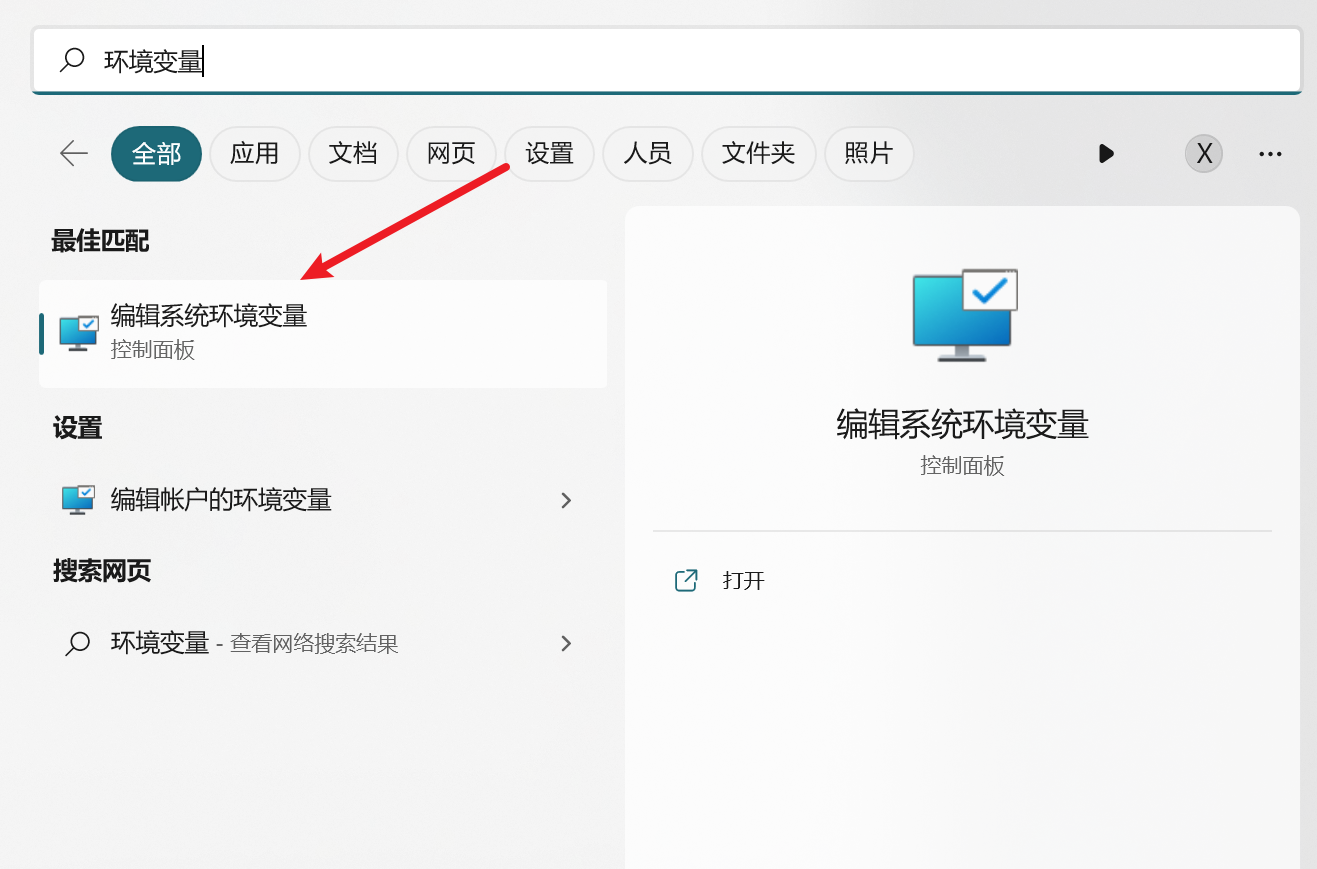 环境变量
全部 应用 文档 网页 设置 人员 文件夹 照片 X
最佳匹配
编辑系统环境变量
控制面板
设置
编辑帐户的环境变量
搜索网页
环境变量 - 查看网络搜索结果
编辑系统环境变量
控制面板
打开